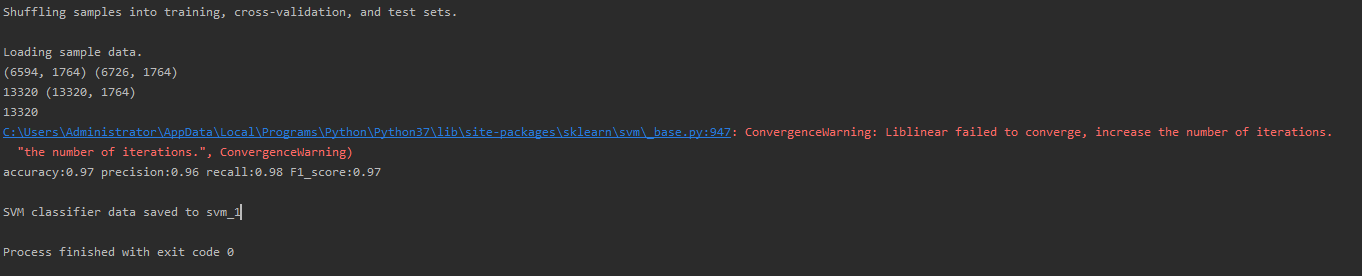 Shuffling samples into training, cross-validation, and test sets.
Loading sample data.
(6594, 1764) (6726, 1764)
13320 (13320, 1764)
13320
C:\Users\Administrator\AppData\Local\Programs\Python\Python37\lib\site-packages\sklearn\svm\_base.py:947: ConvergenceWarning: Liblinear failed to converge, increase the number of iterations.
"the number of iterations.", ConvergenceWarning)
accuracy:0.97 precision:0.96 recall:0.98 F1_score:0.97
SVM classifier data saved to svm_1
Process finished with exit code 0